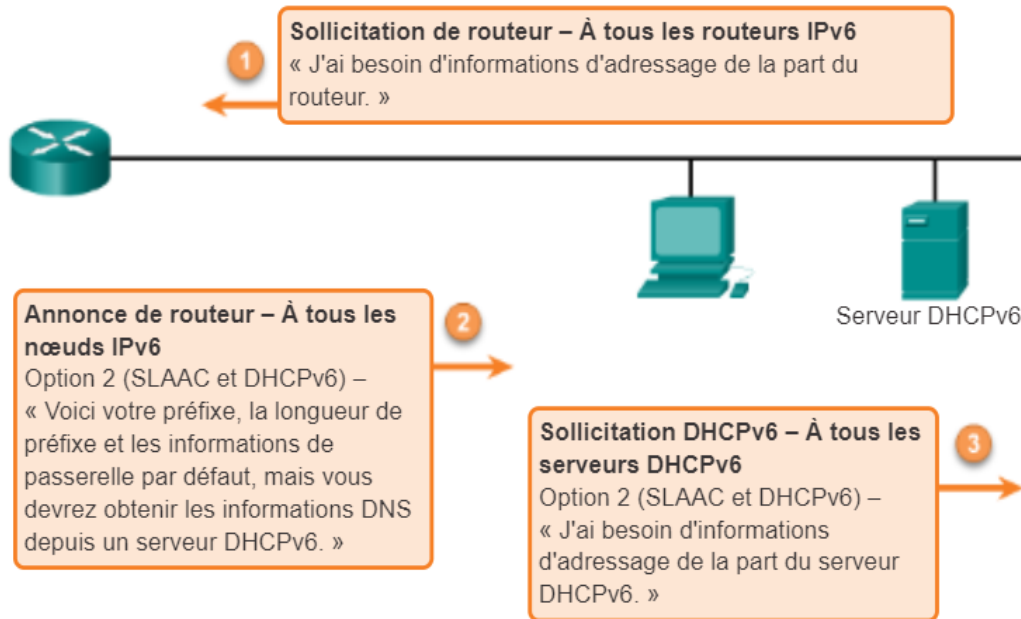 1
Sollicitation de routeur – À tous les routeurs IPv6
« J'ai besoin d'informations d'adressage de la part du
routeur. »
Serveur DHCPv6
2
Annonce de routeur – À tous les
nœuds IPv6
Option 2 (SLAAC et DHCPv6) –
« Voici votre préfixe, la longueur de
préfixe et les informations de
passerelle par défaut, mais vous
devrez obtenir les informations DNS
depuis un serveur DHCPv6. »
3
Sollicitation DHCPv6 – À tous les
serveurs DHCPv6
Option 2 (SLAAC et DHCPv6) –
« J'ai besoin d'informations
d'adressage de la part du serveur
DHCPv6. »